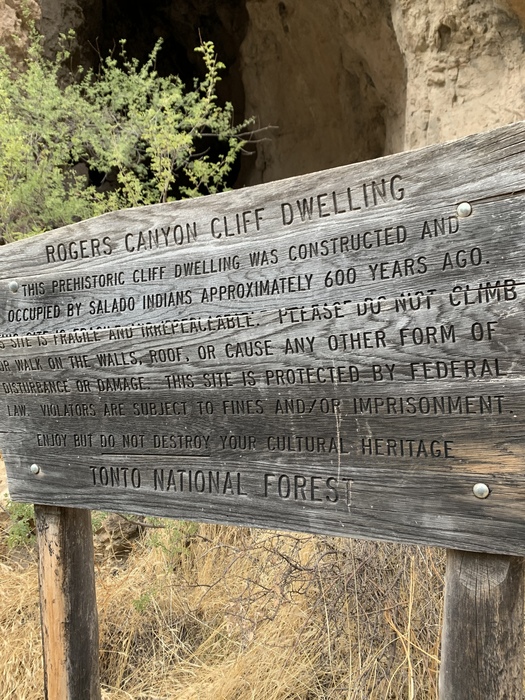 ROGERS CANYON CLIFF DWELLING
THIS PREHISTORIC CLIFF DWELLING WAS CONSTRUCTED AND
OCCUPIED BY SALADO INDIANS APPROXIMATELY 600 YEARS AGO.
SITE IS FRAGILE AND IRREPLACEABLE. PLEASE DO NOT CLIMB
OR WALK ON THE WALLS, ROOF, OR CAUSE ANY OTHER FORM OF
DISTURBANCE OR DAMAGE. THIS SITE IS PROTECTED BY FEDERAL
LAW. VIOLATORS ARE SUBJECT TO FINES AND/OR IMPRISONMENT.
ENJOY BUT DO NOT DESTROY YOUR CULTURAL HERITAGE
TONTO NATIONAL FOREST